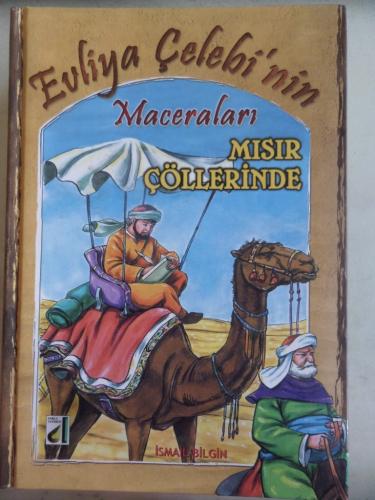 Evliya Çelebi'nin
Maceraları
MISIR
ÇÖLLERİNDE
İSMAİL BİLGİN